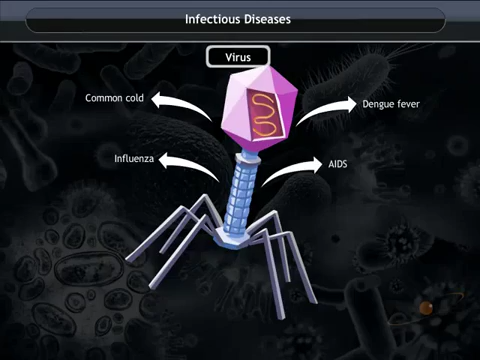 Infectious Diseases
Virus
Common cold
Dengue fever
Influenza
AIDS